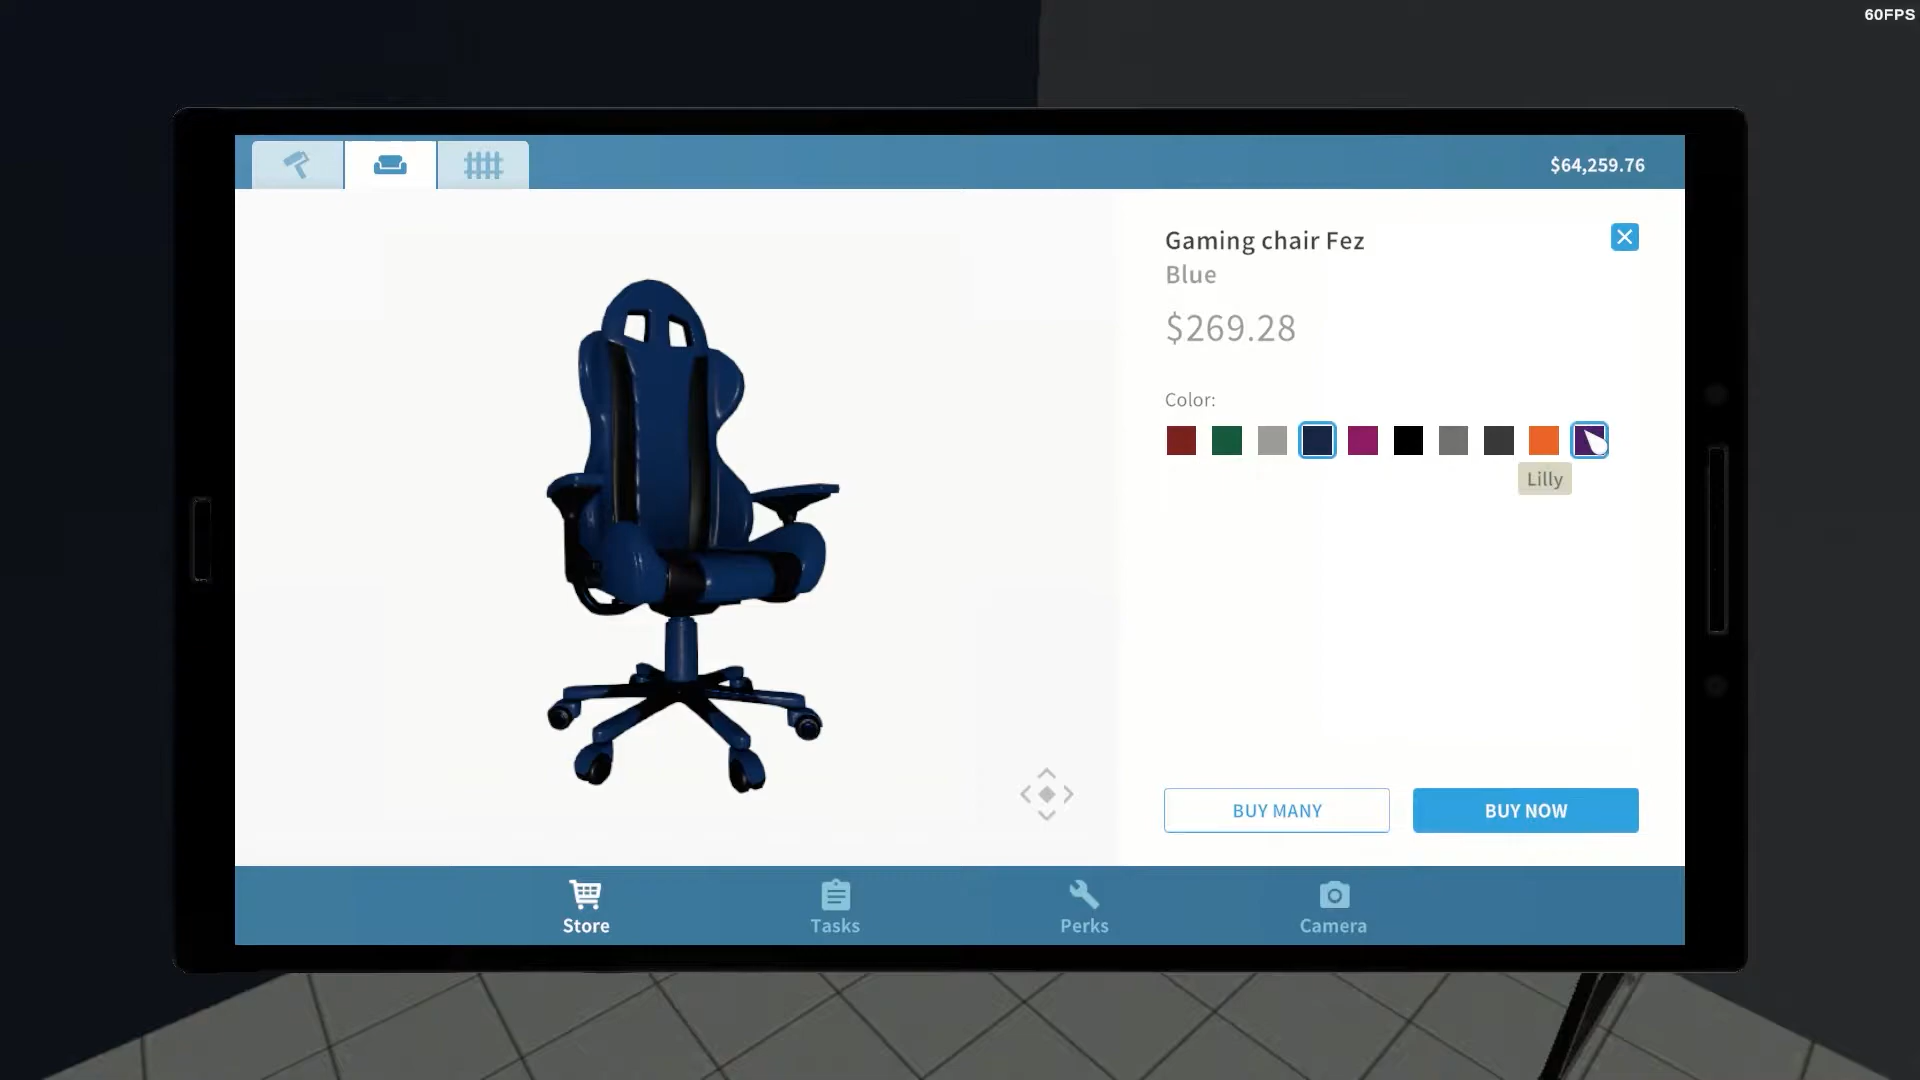 60FPS
$64,259.76
Gaming chair Fez
Blue
$269.28
Color:
Lilly
BUY MANY
BUY NOW
Store
Tasks
Perks
Camera